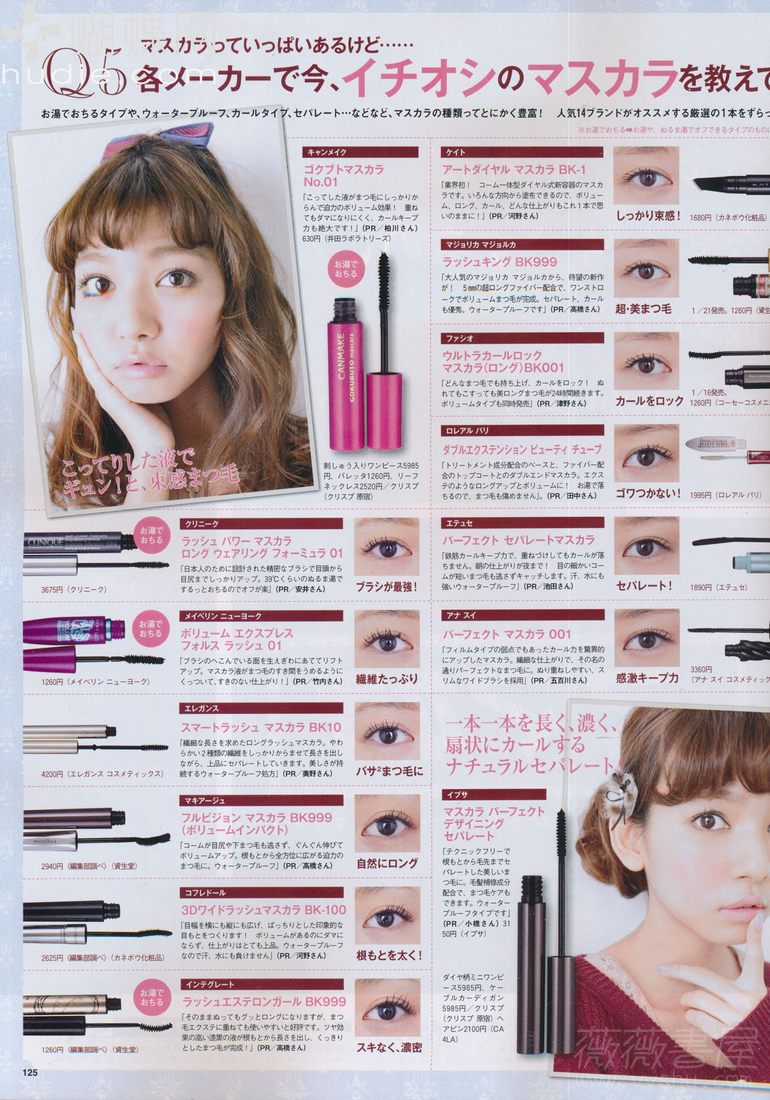 Q5
マスカラっていっぱいあるけど……
各メーカーで今、イチオシのマスカラを教えて
お湯でおちるタイプや、ウォータープルーフ、カールタイプ、セパレート…などなど、マスカラの種類ってとにかく豊富！ 人気14ブランドがオススメする厳選の1本をずらっ
※お湯でおちる➡お湯や、ぬるま湯でオフできるタイプのもの
こってりした液で
ギュン！と、束感まつ毛
キャンメイク
ゴクブトマスカラ
No.01
「こってした液がまつ毛にしっかりか
らんで迫力のボリューム効果！ 重ね
てもダマになりにくく、カールキープ
力も絶大です！」（PR／柏川さん）
630円（井田ラボラトリーズ）
お湯で
おちる
CANMAKE
GOKUBUTO mascara
刺しゅう入りワンピース5985
円、バレッタ1260円、リーフ
ネックレス2520円／クリスプ
（クリスプ 原宿）
クリニーク
ラッシュ パワー マスカラ
ロング ウェアリング フォーミュラ 01
「日本人のために設計された精密なブラシで目頭から
目尻までしっかりアップ。39℃くらいのぬるま湯で
するっとおちるのでオフが楽」（PR／安井さん）
お湯で
おちる
CLINIQUE
3675円（クリニーク）
ブラシが最強！
メイベリン ニューヨーク
ボリューム エクスプレス
フォルス ラッシュ 01
「ブラシのへこんでいる面を生えぎわにあててリフト
アップ。マスカラ液がまつ毛のすき間をうめるように
くっついて、すきのない仕上がり！」（PR／竹内さん）
お湯で
おちる
1260円（メイベリン ニューヨーク）
繊維たっぷり
エレガンス
スマートラッシュ マスカラ BK10
「繊細な長さを求めたロングラッシュマスカラ。やわ
らかい2種類の繊維をしっかりからませて長さを出し
ながら、上品にセパレートしていきます。美しさが持
続するウォータープルーフ処方」（PR／奥野さん）
4200円（エレガンス コスメティックス）
バサ²まつ毛に
マキアージュ
フルビジョン マスカラ BK999
（ボリュームインパクト）
「コームが目尻や下まつ毛も逃さず、ぐんぐん伸びて
ボリュームアップ。根もとから全方位に広がる迫力の
まつ毛に。ウォータープルーフ」（PR／高橋さん）
2940円〈編集部調べ〉（資生堂）
自然にロング
コフレドール
3Dワイドラッシュマスカラ BK-100
「目幅を横にも縦にも広げ、ぱっちりとした印象的な
目もとをつくります！ ボリュームがあるのにダマに
ならず、仕上がりはとても上品。ウォータープルーフ
なので汗、水にも負けません」（PR／河野さん）
2625円〈編集部調べ〉（カネボウ化粧品）
根もとを太く！
インテグレート
ラッシュエステロンガール BK999
「そのままぬってもグッとロングになりますが、まつ
毛エクステに重ねても使いやすいと好評です。ツヤ効
果の高い漆黒の液が根もとから長さを出し、くっきり
としたまつ毛が完成！」（PR／高橋さん）
お湯で
おちる
1260円〈編集部調べ〉（資生堂）
スキなく、濃密
ケイト
アートダイヤル マスカラ BK-1
「業界初！ コーム一体型ダイヤル式新容器のマスカ
ラです。いろんな方向から塗布できるので、ボリュー
ム、ロング、カール、どんな仕上がりもこれ1本で思
いのままに！」（PR／河野さん）
しっかり束感！
1680円（カネボウ化粧品）
マジョリカ マジョルカ
ラッシュキング BK999
「大人気のマジョリカ マジョルカから、待望の新作
が！ 5㎜の超ロングファイバー配合で、ワンストロ
ークでボリュームまつ毛が完成。セパレート、カール
も優秀。ウォータープルーフです」（PR／高橋さん）
超・美まつ毛
1／21発売。1260円（資生
ファシオ
ウルトラカールロック
マスカラ（ロング）BK001
「どんなまつ毛でも持ち上げ、カールをロック！ ぬ
れてもこすっても美ロングまつ毛が24時間続きます。
ボリュームタイプも同時発売」（PR／津野さん）
カールをロック
1／16発売。
1260円（コーセーコスメニ
ロレアル パリ
ダブルエクステンション ビューティ チューブ
「トリートメント成分配合のベースと、ファイバー配
合のトップコートとのダブルエンドマスカラ。エクス
テのようなロングアップとボリュームに！ お湯で落
ちるので、まつ毛も傷めません」。（PR／田中さん）
ゴワつかない！
1995円（ロレアル パリ）
エテュセ
パーフェクト セパレートマスカラ
「鉄筋カールキープ力で、重ねづけしてもカールが落
ちません。朝の仕上がりが夜まで！ 目の細かいコー
ムが短いまつ毛も逃さずキャッチします。汗、水にも
強いウォータープルーフ」（PR／池田さん）
セパレート！
1890円（エテュセ）
アナ スイ
パーフェクト マスカラ 001
「フィルムタイプの弱点でもあったカール力を驚異的
にアップしたマスカラ。繊細な仕上がりで、その名の
通りパーフェクトなまつ毛に。ぬり重ねしやすい、ス
リムなワイドブラシを採用」（PR／五百川さん）
感激キープ力
3360円
（アナ スイ コスメティック
一本一本を長く、濃く、
扇状にカールする
ナチュラルセパレート。
イプサ
マスカラ パーフェクト
デザイニング
セパレート
「テクニックフリーで
根もとから毛先までセ
パレートした美しいま
つ毛に。毛髪補修成分
配合で、まつ毛ケアも
できます。ウォーター
プルーフタイプです」
（PR／小橋さん）31
50円（イプサ）
ダイヤ柄ミニワンピ
ース5985円、ケー
ブルカーディガン
5985円／クリスプ
（クリスプ 原宿）ヘ
アピン2100円（CA
4LA）
125
薇薇書屋